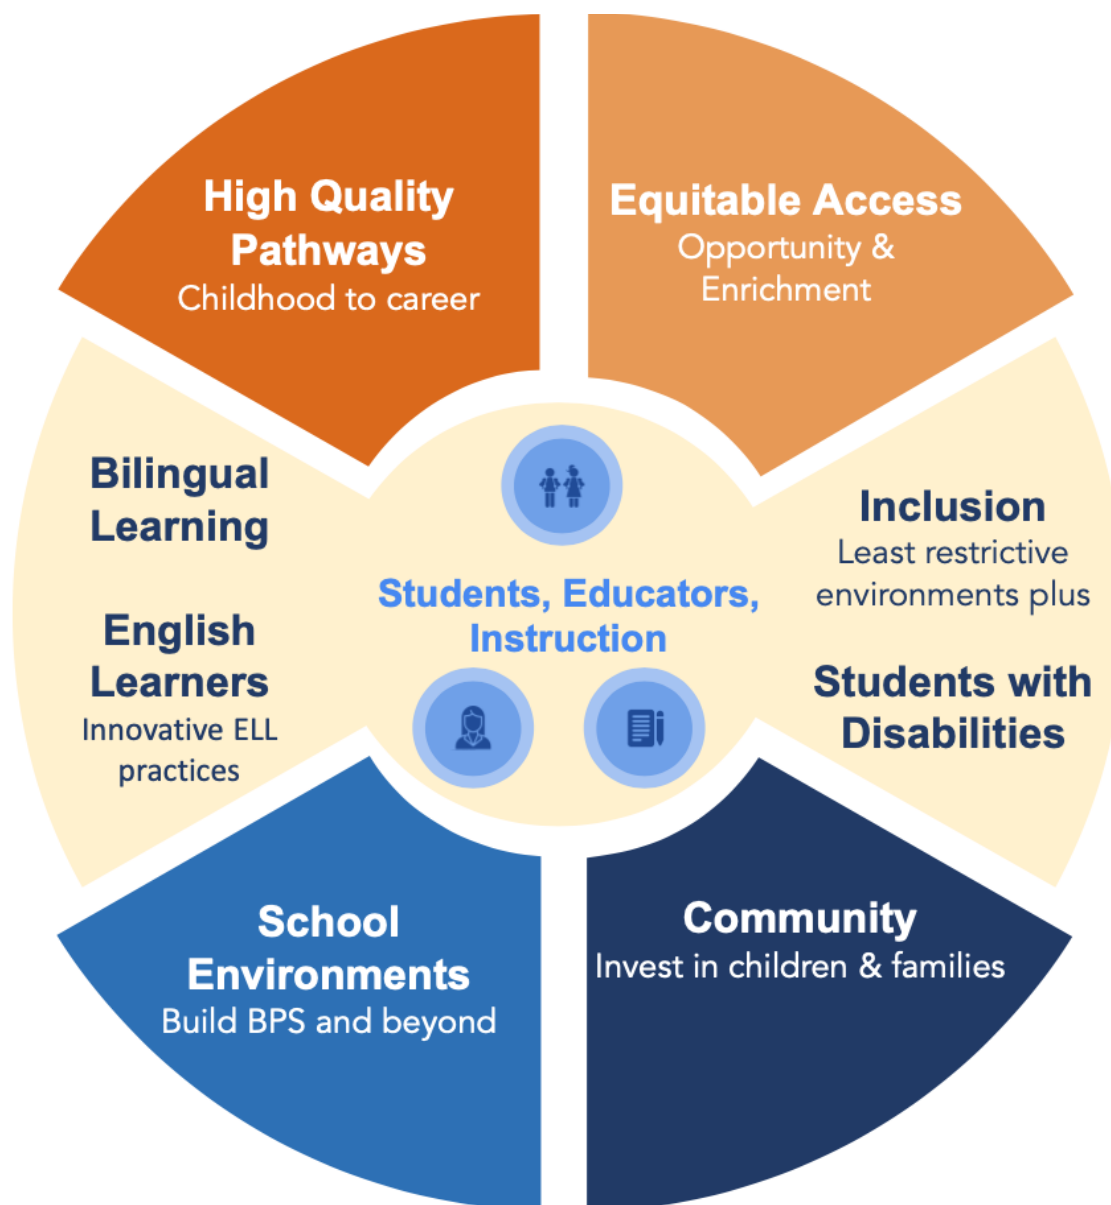 High Quality
Pathways
Childhood to career
Equitable Access
Opportunity &
Enrichment
Bilingual
Learning
English
Learners
Innovative ELL
practices
Students, Educators,
Instruction
Inclusion
Least restrictive
environments plus
Students with
Disabilities
School
Environments
Build BPS and beyond
Community
Invest in children & families